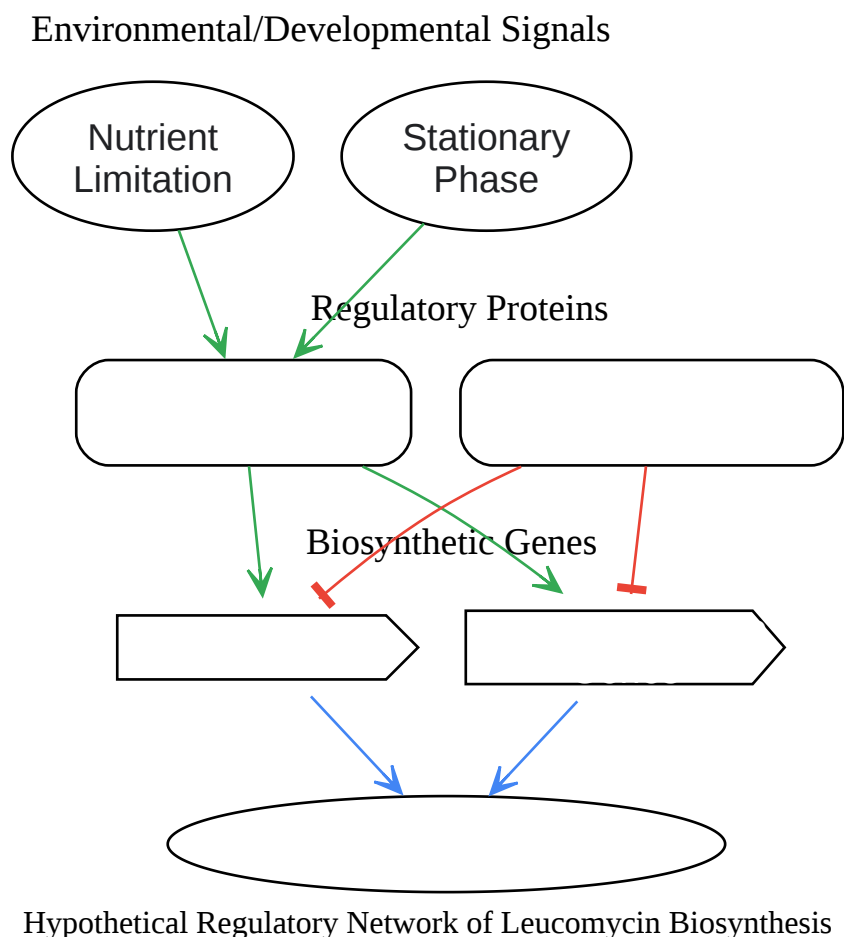 Environmental/Developmental Signals
Nutrient
Limitation
Stationary
Phase
Regulatory Proteins
Biosynthetic Genes
Hypothetical Regulatory Network of Leucomycin Biosynthesis